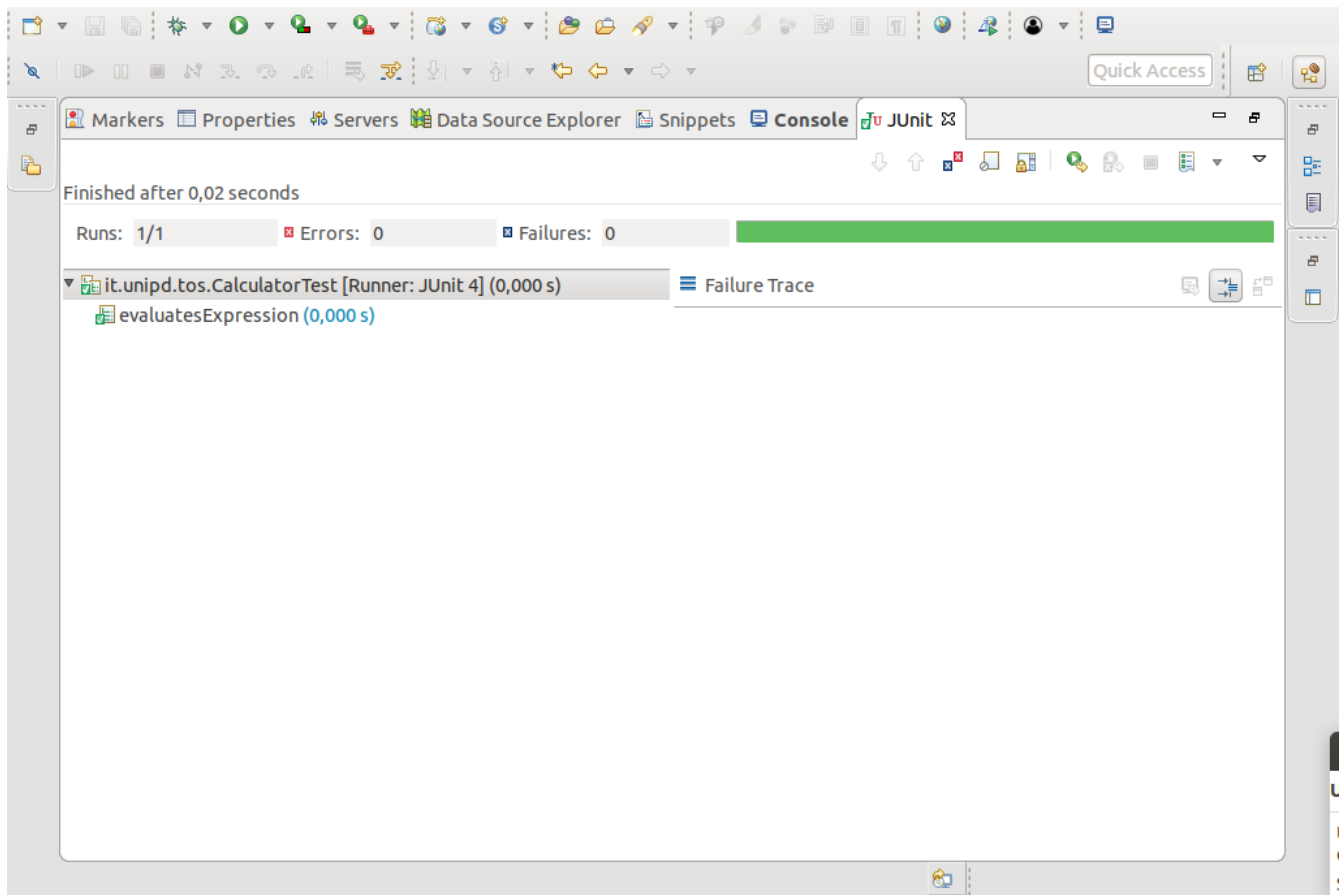 Quick Access
Markers Properties Servers Data Source Explorer Snippets Console JU JUnit
Finished after 0,02 seconds
Runs: 1/1 Errors: 0 Failures: 0
it.unipd.tos.CalculatorTest [Runner: JUnit 4] (0,000 s) Failure Trace
evaluatesExpression (0,000 s)